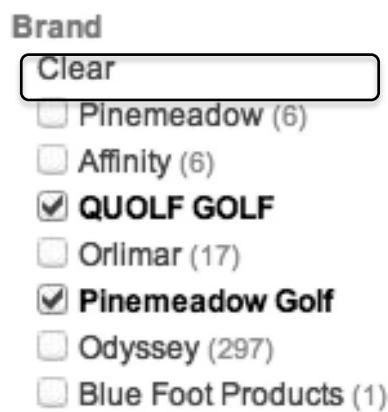 Brand
Clear
Pinemeadow (6)
Affinity (6)
QUOLF GOLF
Orlimar (17)
Pinemeadow Golf
Odyssey (297)
Blue Foot Products (1)